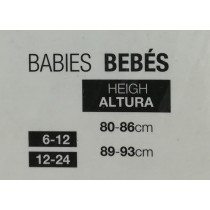 BABIES BEBÉS
HEIGH
ALTURA
6-12 80-86cm
12-24 89-93cm